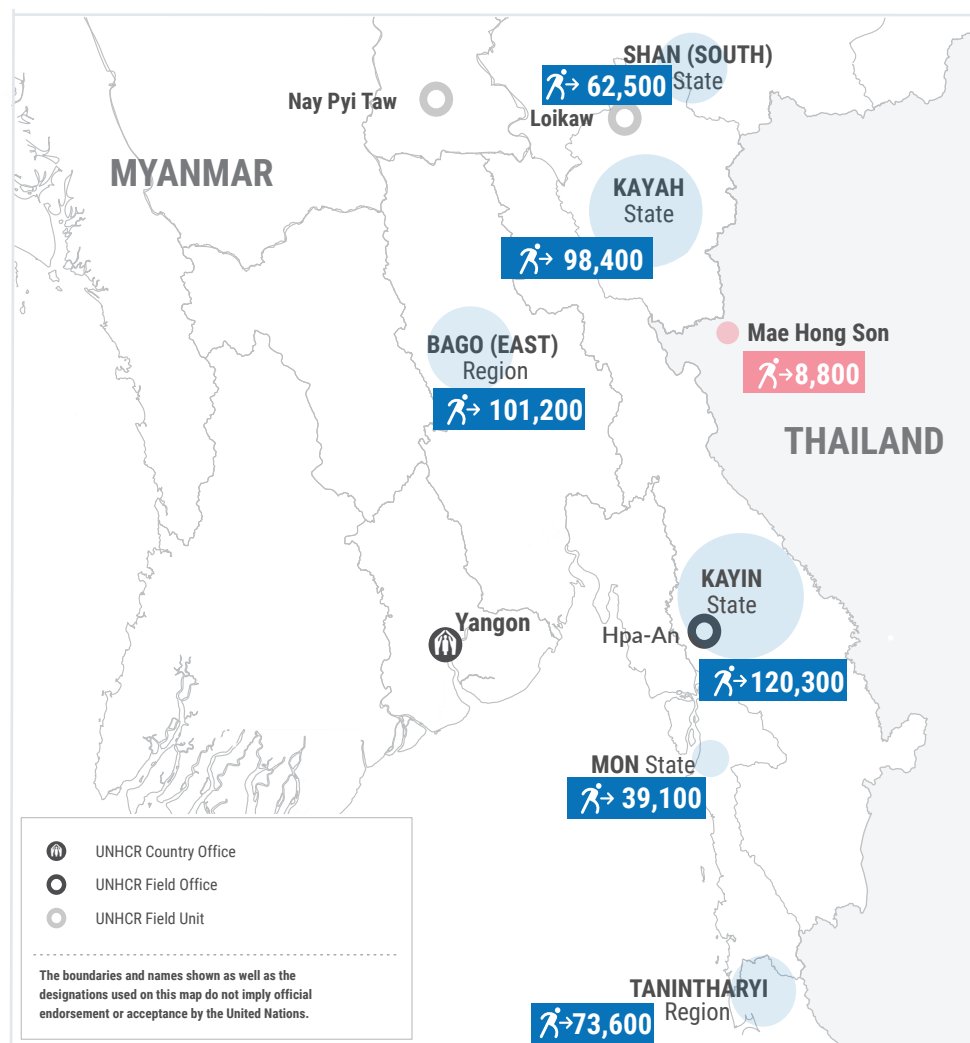 SHAN (SOUTH)
State
62,500
Nay Pyi Taw
Loikaw
MYANMAR
KAYAH
State
98,400
Mae Hong Son
8,800
BAGO (EAST)
Region
101,200
THAILAND
KAYIN
State
Yangon
Hpa-An
120,300
MON State
39,100
UNHCR Country Office
UNHCR Field Office
UNHCR Field Unit
The boundaries and names shown as well as the
designations used on this map do not imply official
endorsement or acceptance by the United Nations.
TANINTHARYI
Region
73,600